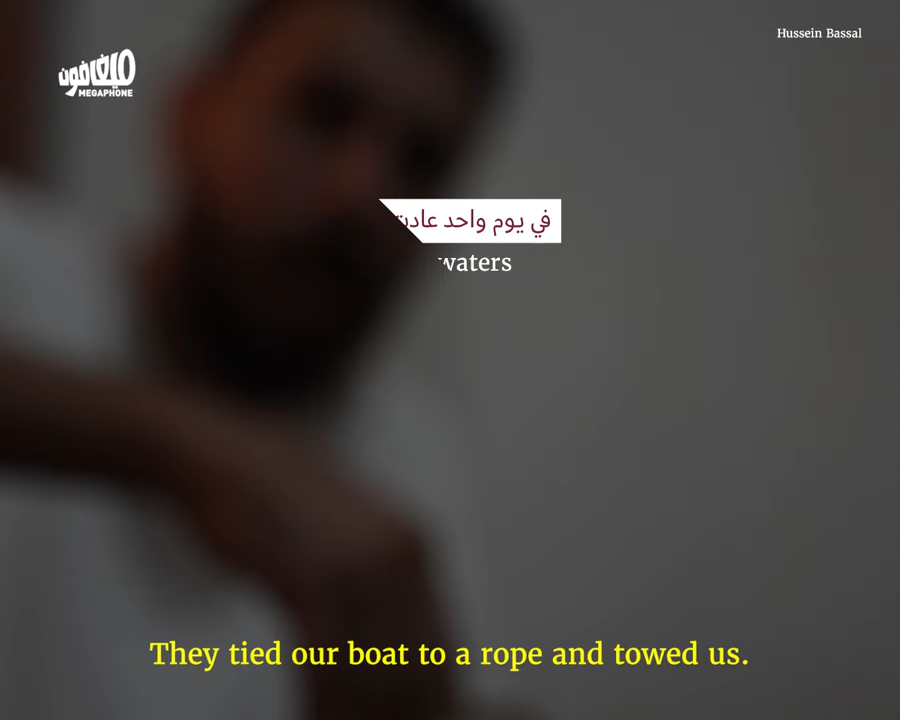 Hussein Bassal
ميغافون
MEGAPHONE
في يوم واحد عادت
waters
They tied our boat to a rope and towed us.